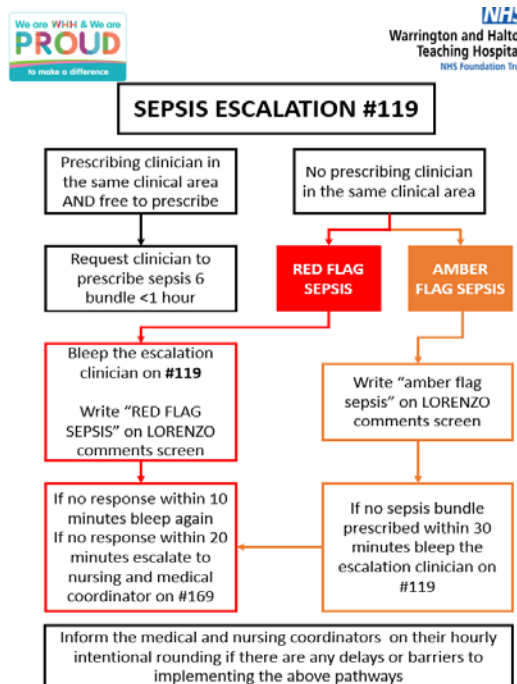 We are WHH & We are
PROUD
to make a difference
NHS
Warrington and Halto
Teaching Hospita
NHS Foundation Tru
SEPSIS ESCALATION #119
Prescribing clinician in
the same clinical area
AND free to prescribe
No prescribing clinician
in the same clinical area
Request clinician to
prescribe sepsis 6
bundle <1 hour
RED FLAG
SEPSIS
AMBER
FLAG SEPSIS
Bleep the escalation
clinician on #119
Write “RED FLAG
SEPSIS” on LORENZO
comments screen
Write “amber flag
sepsis” on LORENZO
comments screen
If no response within 10
minutes bleep again
If no response within 20
minutes escalate to
nursing and medical
coordinator on #169
If no sepsis bundle
prescribed within 30
minutes bleep the
escalation clinician on
#119
Inform the medical and nursing coordinators on their hourly
intentional rounding if there are any delays or barriers to
implementing the above pathways